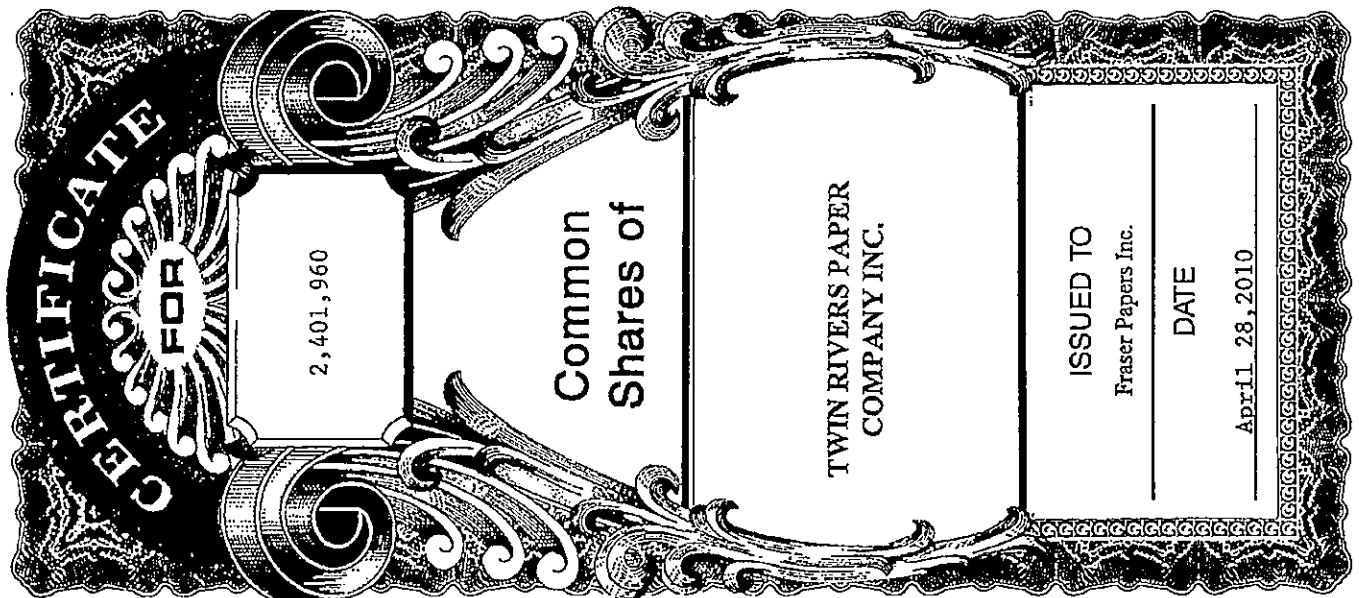 CERTIFICATE
FOR
2,401,960
Common
Shares of
TWIN RIVERS PAPER
COMPANY INC.
ISSUED TO
Fraser Papers Inc.
DATE
April 28,2010